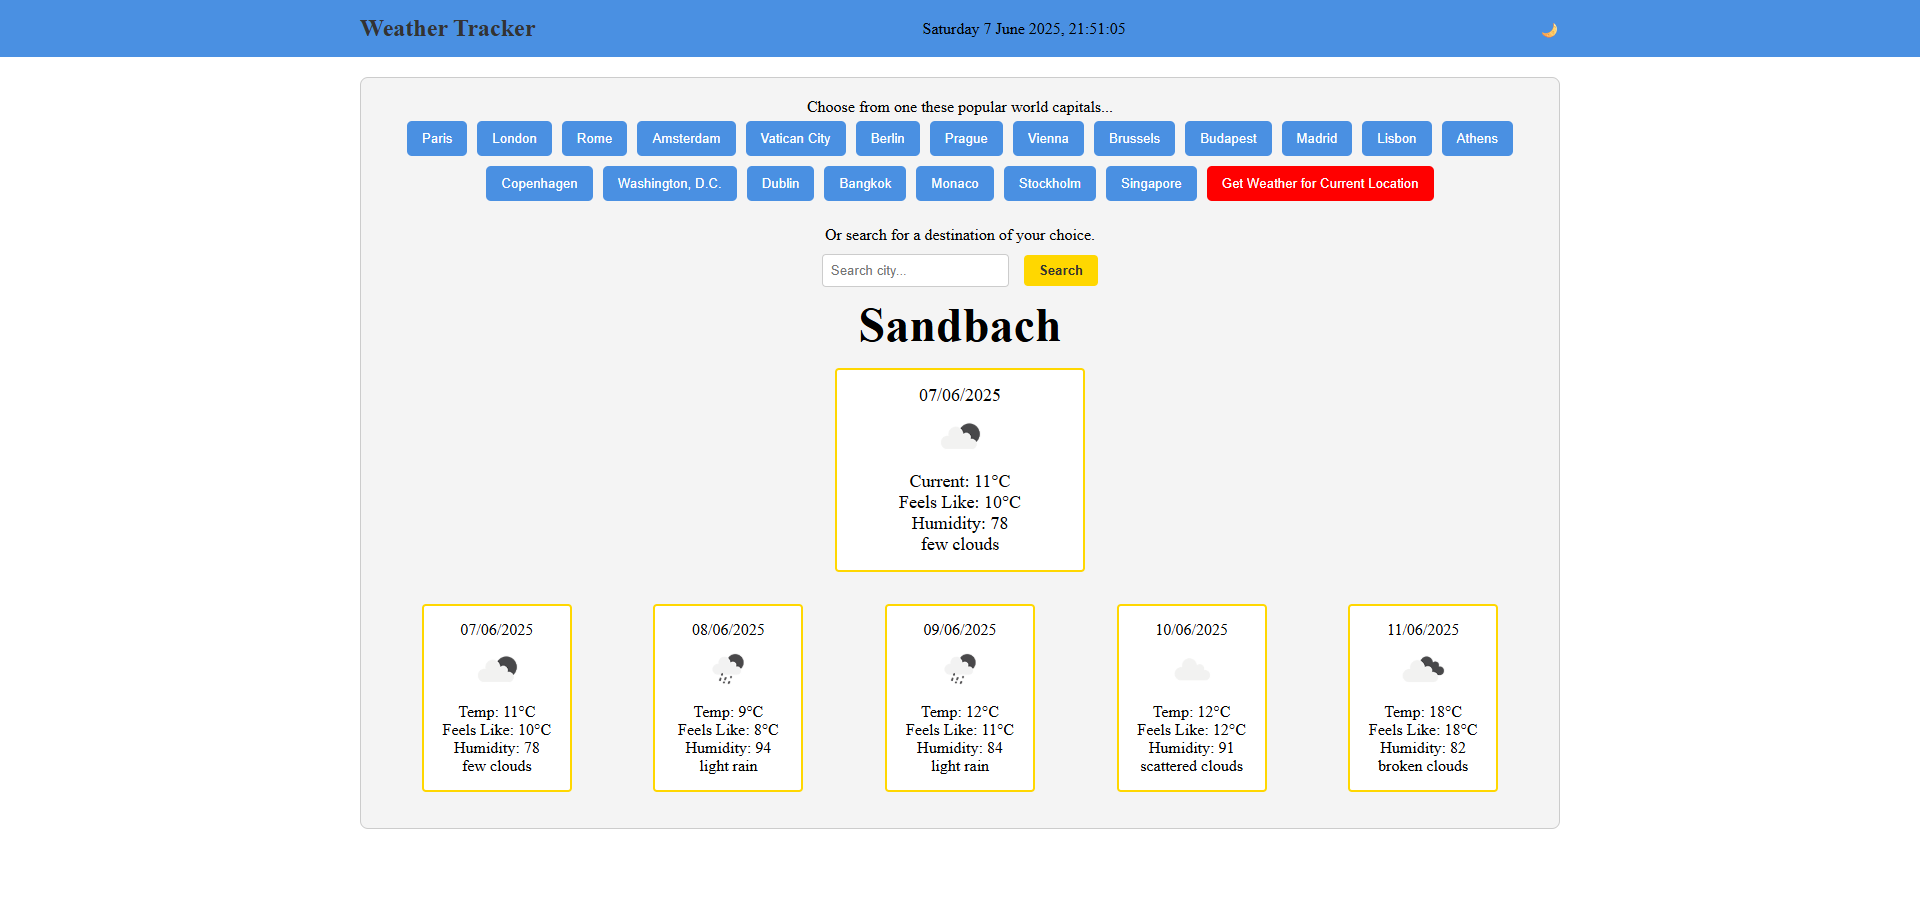 Weather Tracker
Saturday 7 June 2025, 21:51:05
Choose from one these popular world capitals...
Paris London Rome Amsterdam Vatican City Berlin Prague Vienna Brussels Budapest Madrid Lisbon Athens
Copenhagen Washington, D.C. Dublin Bangkok Monaco Stockholm Singapore Get Weather for Current Location
Or search for a destination of your choice.
Search city... Search
Sandbach
07/06/2025
Current: 11°C
Feels Like: 10°C
Humidity: 78
few clouds
07/06/2025
Temp: 11°C
Feels Like: 10°C
Humidity: 78
few clouds
08/06/2025
Temp: 9°C
Feels Like: 8°C
Humidity: 94
light rain
09/06/2025
Temp: 12°C
Feels Like: 11°C
Humidity: 84
light rain
10/06/2025
Temp: 12°C
Feels Like: 12°C
Humidity: 91
scattered clouds
11/06/2025
Temp: 18°C
Feels Like: 18°C
Humidity: 82
broken clouds